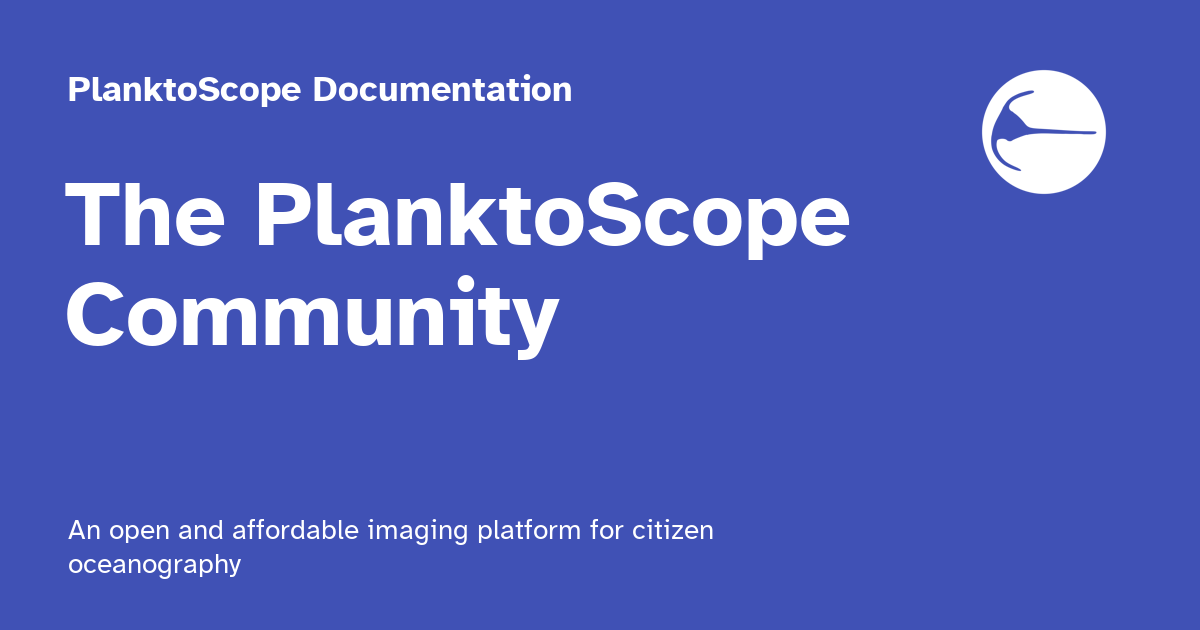 PlanktoScope Documentation
The PlanktoScope
Community
An open and affordable imaging platform for citizen
oceanography